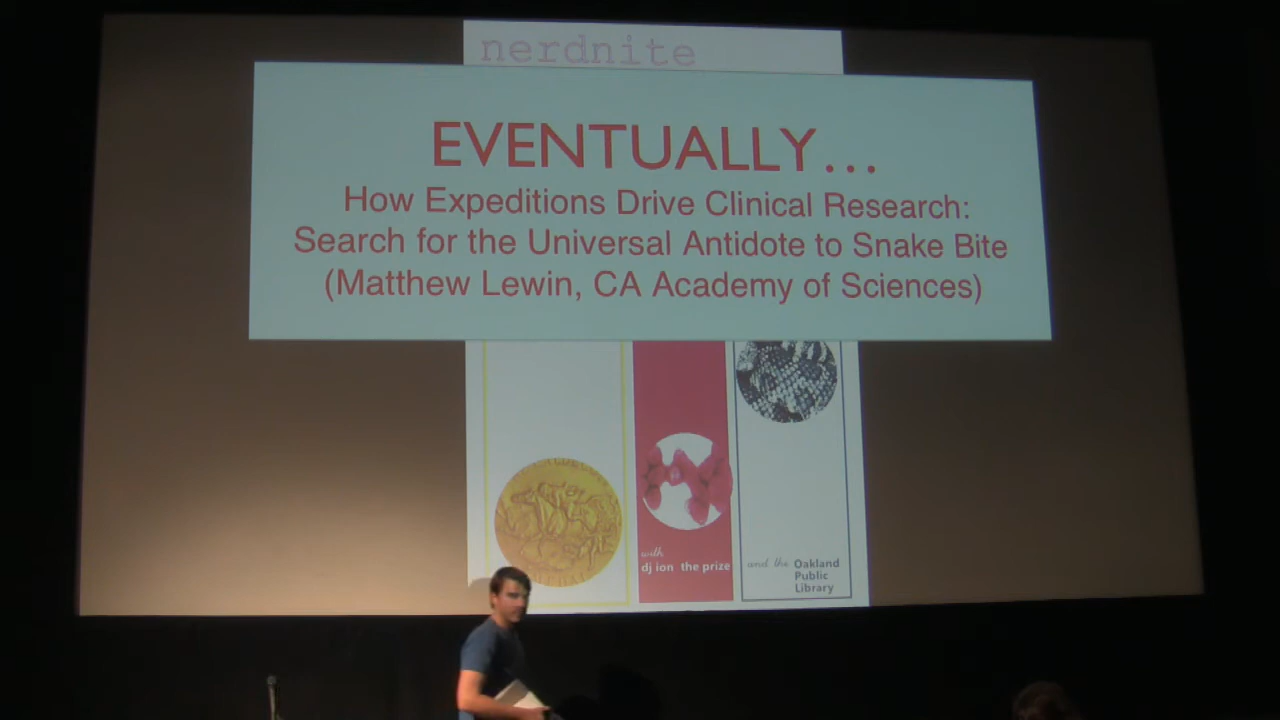 nerdnite
EVENTUALLY...
How Expeditions Drive Clinical Research:
Search for the Universal Antidote to Snake Bite
(Matthew Lewin, CA Academy of Sciences)
with
dj ion the prize
and the Oakland
Public
Library